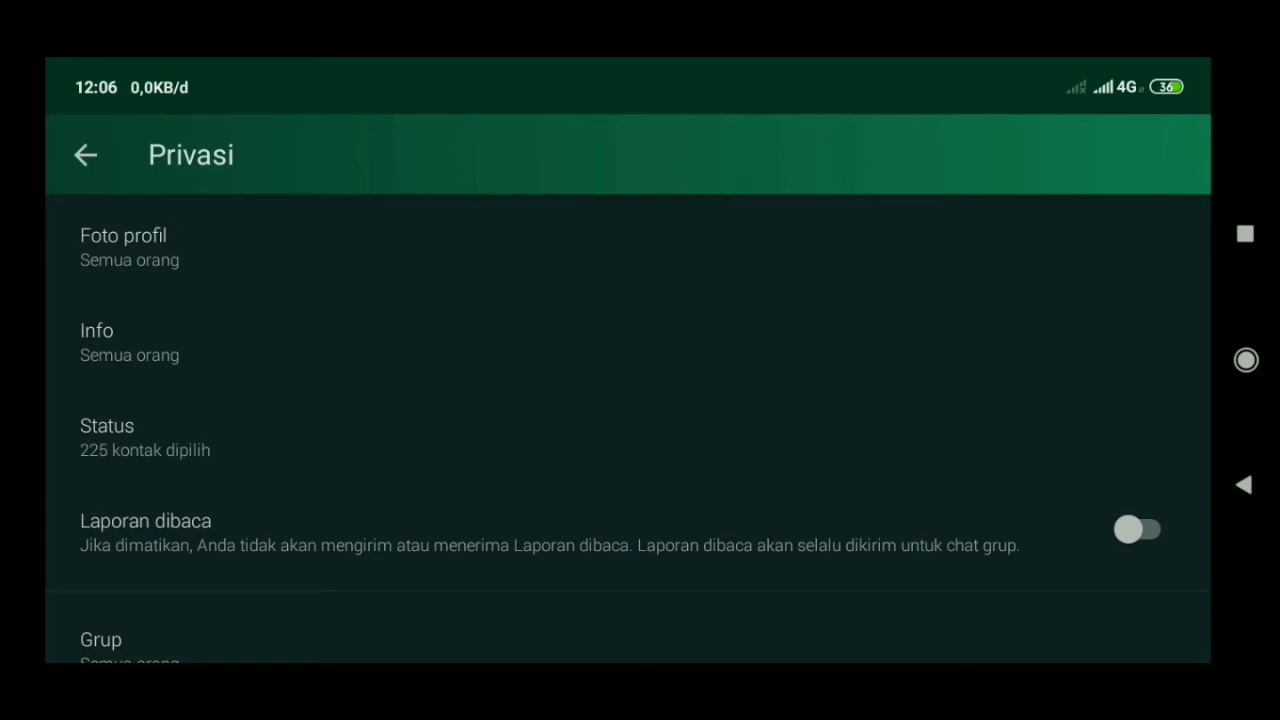 12:06 0,0KB/d
4G 36
Privasi
Foto profil
Semua orang
Info
Semua orang
Status
225 kontak dipilih
Laporan dibaca
Jika dimatikan, Anda tidak akan mengirim atau menerima Laporan dibaca. Laporan dibaca akan selalu dikirim untuk chat grup.
Grup
Semua orang